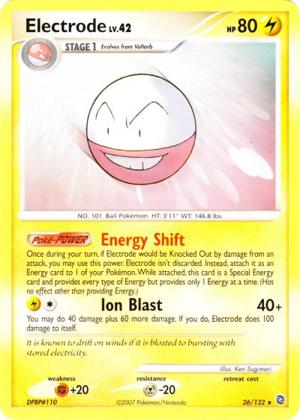 Electrode LV.42 HP 80
STAGE 1 Evolves from Voltorb
NO. 101 Ball Pokémon HT: 3'11" WT: 146.8 lbs.
Poké-POWER Energy Shift
Once during your turn, if Electrode would be Knocked Out by damage from an
attack, you may use this power. Electrode isn't discarded. Instead, attach it as an
Energy card to 1 of your Pokémon. While attached, this card is a Special Energy
card and provides every type of Energy but provides only 1 Energy at a time. (Has
no effect other than providing Energy.)
Ion Blast 40+
You may do 40 damage plus 60 more damage. If you do, Electrode does 100
damage to itself.
It is known to drift on winds if it is bloated to bursting with
stored electricity.
Illus. Ken Sugimori
weakness resistance retreat cost
+20 -20
DPBP#110 ©2007 Pokémon/Nintendo 26/132 ★